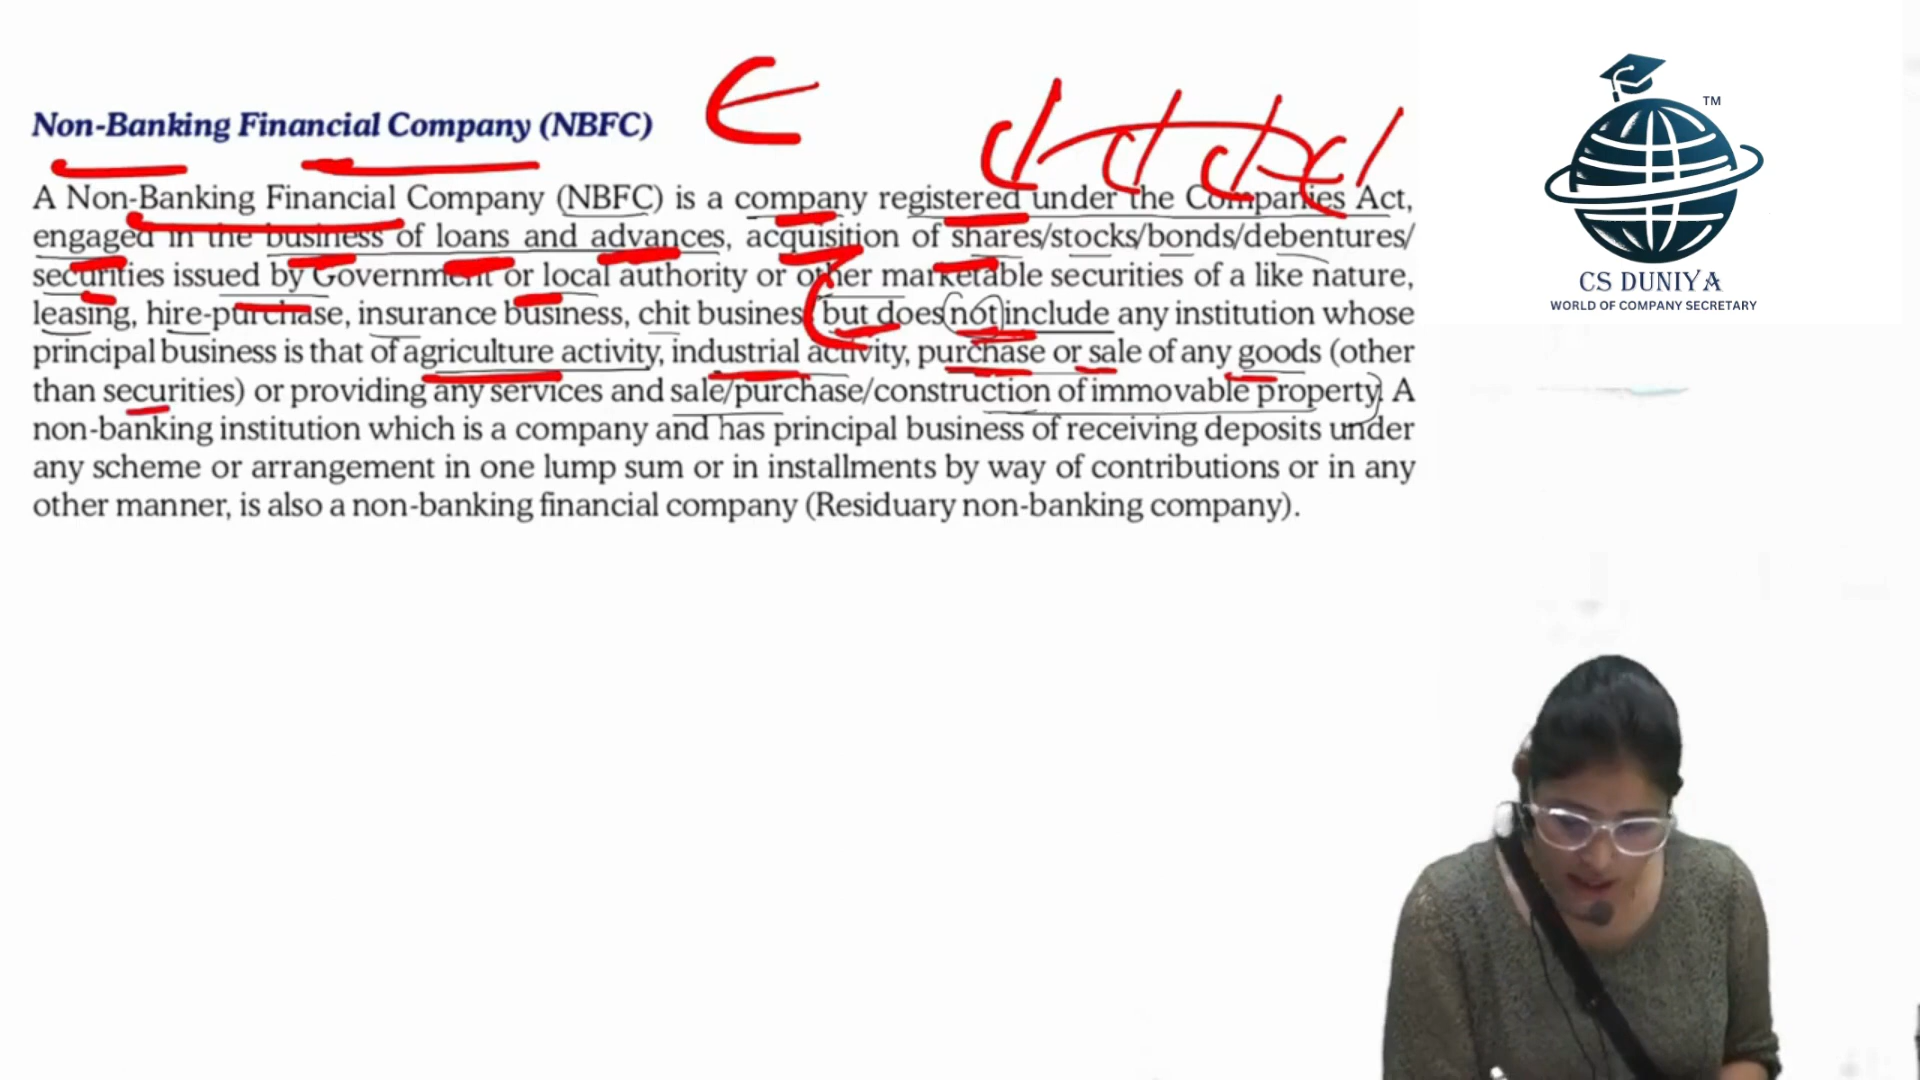 Non-Banking Financial Company (NBFC)
A Non-Banking Financial Company (NBFC) is a company registered under the Companies Act,
engaged in the business of loans and advances, acquisition of shares/stocks/bonds/debentures/
securities issued by Government or local authority or other marketable securities of a like nature,
leasing, hire-purchase, insurance business, chit business but does not include any institution whose
principal business is that of agriculture activity, industrial activity, purchase or sale of any goods (other
than securities) or providing any services and sale/purchase/construction of immovable property. A
non-banking institution which is a company and has principal business of receiving deposits under
any scheme or arrangement in one lump sum or in installments by way of contributions or in any
other manner, is also a non-banking financial company (Residuary non-banking company).
TM
CS DUNIYA
WORLD OF COMPANY SECRETARY